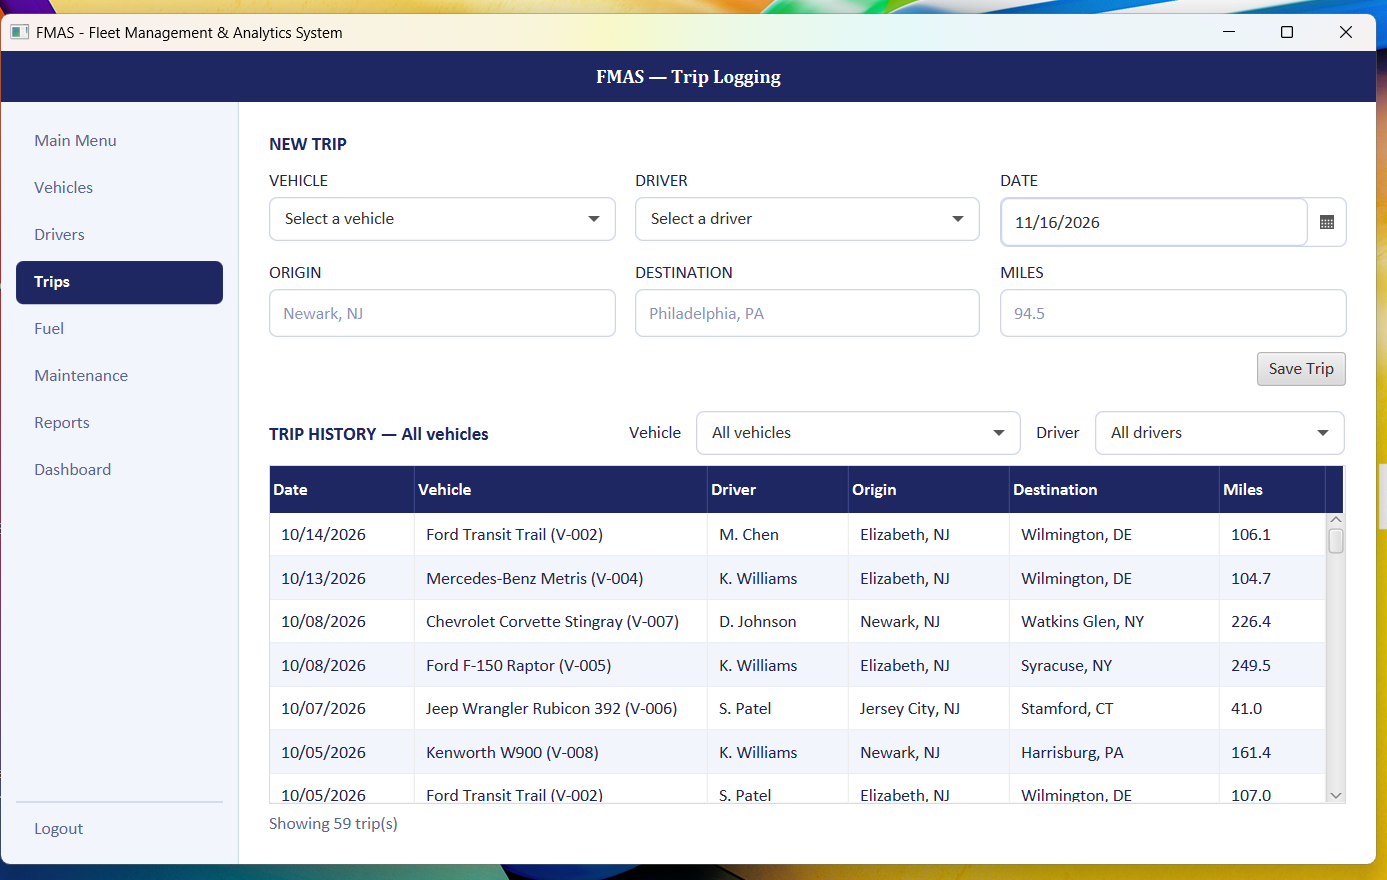 FMAS - Fleet Management & Analytics System
FMAS — Trip Logging
Main Menu
Vehicles
Drivers
Trips
Fuel
Maintenance
Reports
Dashboard
Logout
NEW TRIP
VEHICLE DRIVER DATE
Select a vehicle Select a driver 11/16/2026
ORIGIN DESTINATION MILES
Newark, NJ Philadelphia, PA 94.5
Save Trip
TRIP HISTORY — All vehicles Vehicle All vehicles Driver All drivers
Date Vehicle Driver Origin Destination Miles
10/14/2026 Ford Transit Trail (V-002) M. Chen Elizabeth, NJ Wilmington, DE 106.1
10/13/2026 Mercedes-Benz Metris (V-004) K. Williams Elizabeth, NJ Wilmington, DE 104.7
10/08/2026 Chevrolet Corvette Stingray (V-007) D. Johnson Newark, NJ Watkins Glen, NY 226.4
10/08/2026 Ford F-150 Raptor (V-005) K. Williams Elizabeth, NJ Syracuse, NY 249.5
10/07/2026 Jeep Wrangler Rubicon 392 (V-006) S. Patel Jersey City, NJ Stamford, CT 41.0
10/05/2026 Kenworth W900 (V-008) K. Williams Newark, NJ Harrisburg, PA 161.4
10/05/2026 Ford Transit Trail (V-002) S. Patel Elizabeth, NJ Wilmington, DE 107.0
Showing 59 trip(s)